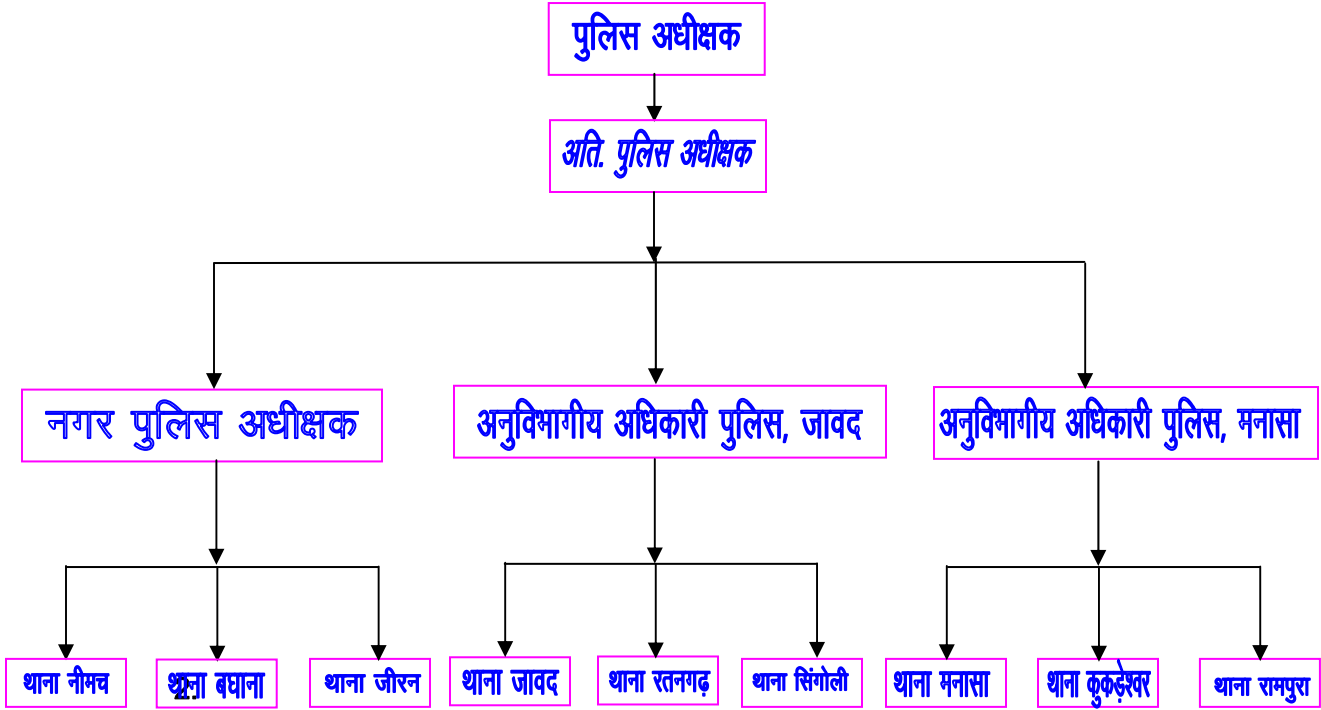 पुलिस अधीक्षक
अति. पुलिस अधीक्षक
नगर पुलिस अधीक्षक
अनुविभागीय अधिकारी पुलिस, जावद
अनुविभागीय अधिकारी पुलिस, मनासा
थाना नीमच
थाना बघाना
थाना जीरन
थाना जावद
थाना रतनगढ़
थाना सिंगोली
थाना मनासा
थाना कुकड़ेश्वर
थाना रामपुरा